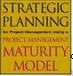 STRATEGIC
PLANNING
for Project Management Using a
PROJECT MANAGEMENT
MATURITY
MODEL